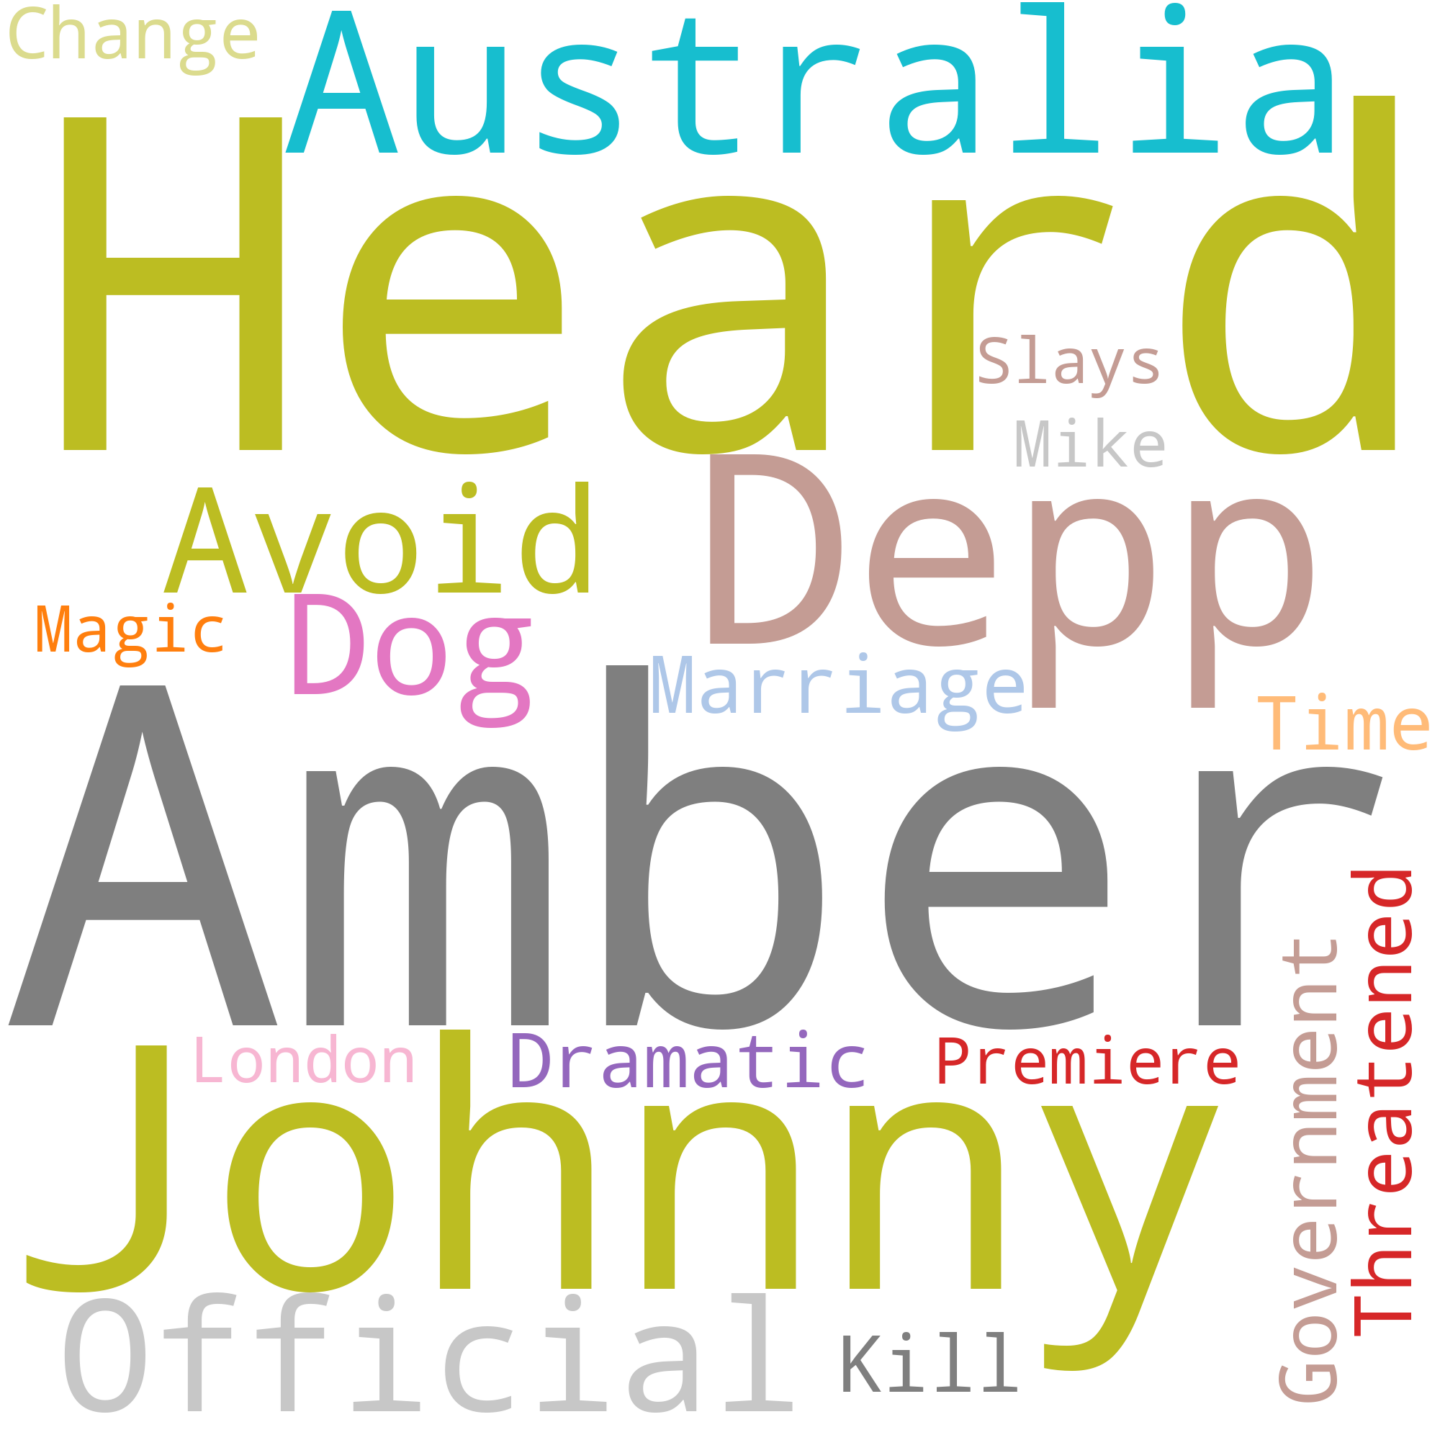 Change
Australia
Heard
Slays
Mike
Depp
Avoid
Dog
Magic
Marriage
Time
Amber
Threatened
Government
London
Dramatic
Premiere
Johnny
Official
Kill